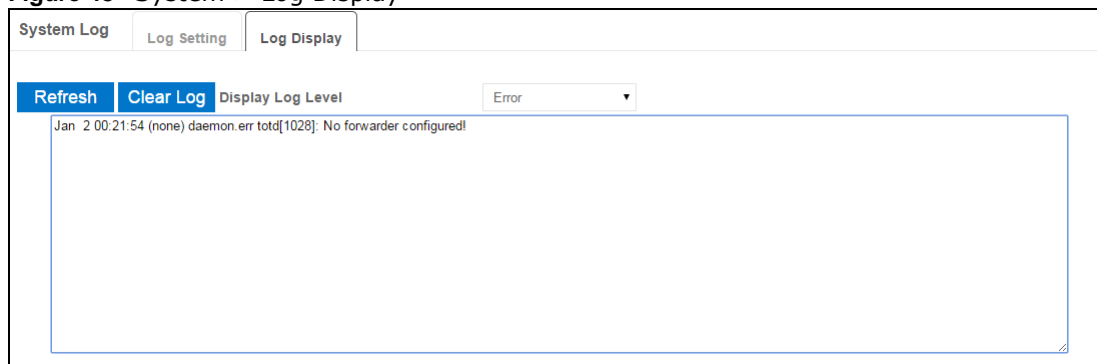 System Log Log Setting Log Display
Refresh Clear Log Display Log Level Error
Jan 2 00:21:54 (none) daemon.err totd[1028]: No forwarder configured!